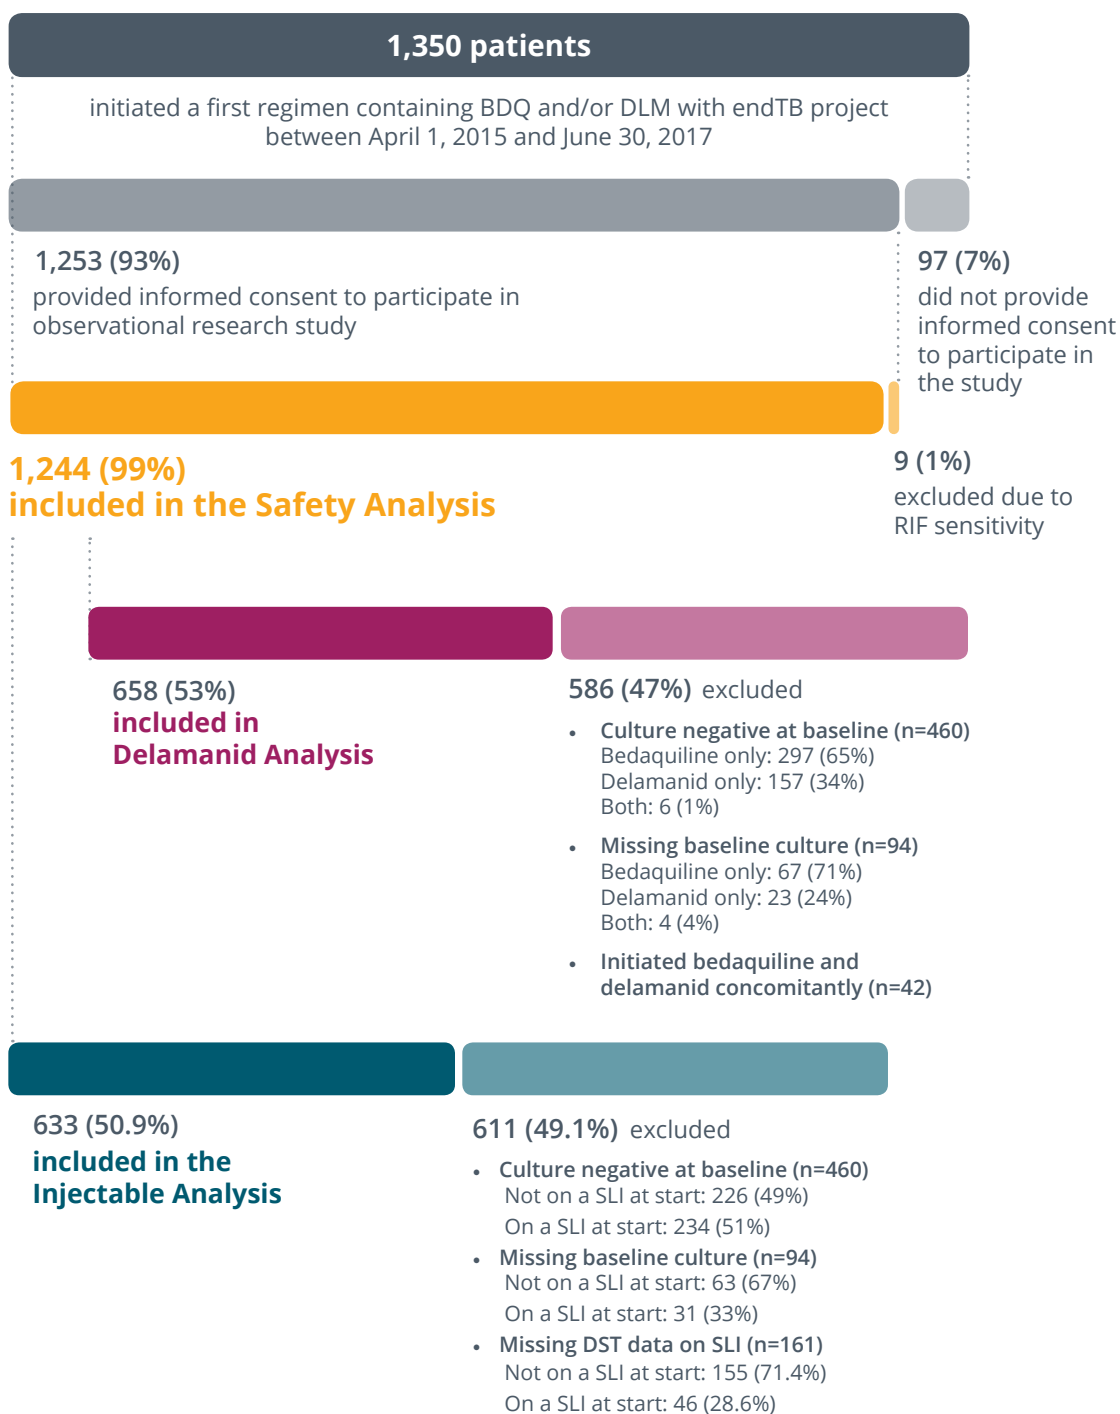 1,350 patients
initiated a first regimen containing BDQ and/or DLM with endTB project
between April 1, 2015 and June 30, 2017
1,253 (93%)
provided informed consent to participate in
observational research study
97 (7%)
did not provide
informed consent
to participate in
the study
1,244 (99%)
included in the Safety Analysis
9 (1%)
excluded due to
RIF sensitivity
658 (53%)
included in
Delamanid Analysis
586 (47%) excluded
• Culture negative at baseline (n=460)
Bedaquiline only: 297 (65%)
Delamanid only: 157 (34%)
Both: 6 (1%)
• Missing baseline culture (n=94)
Bedaquiline only: 67 (71%)
Delamanid only: 23 (24%)
Both: 4 (4%)
• Initiated bedaquiline and
delamanid concomitantly (n=42)
633 (50.9%)
included in the
Injectable Analysis
611 (49.1%) excluded
• Culture negative at baseline (n=460)
Not on a SLI at start: 226 (49%)
On a SLI at start: 234 (51%)
• Missing baseline culture (n=94)
Not on a SLI at start: 63 (67%)
On a SLI at start: 31 (33%)
• Missing DST data on SLI (n=161)
Not on a SLI at start: 155 (71.4%)
On a SLI at start: 46 (28.6%)